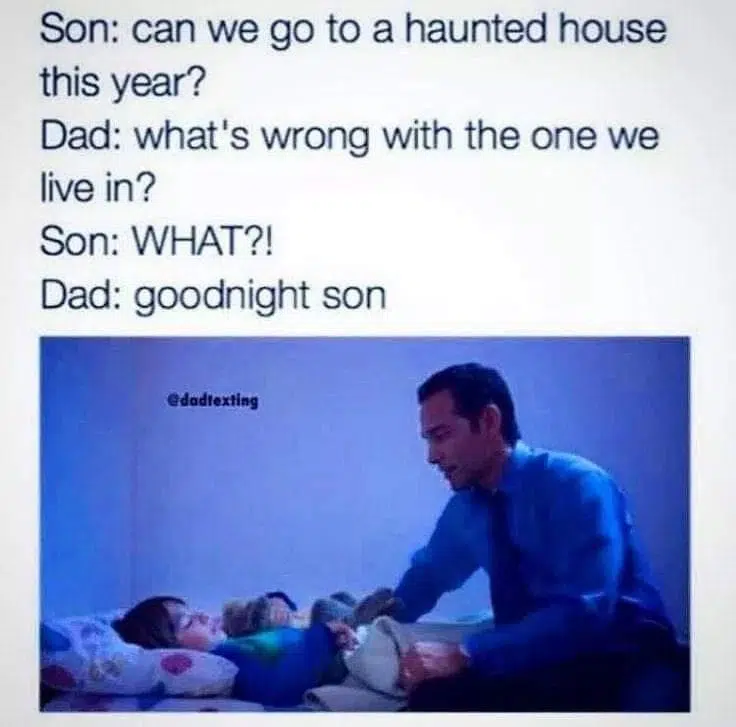 Son: can we go to a haunted house
this year?
Dad: what's wrong with the one we
live in?
Son: WHAT?!
Dad: goodnight son
@dadtexting